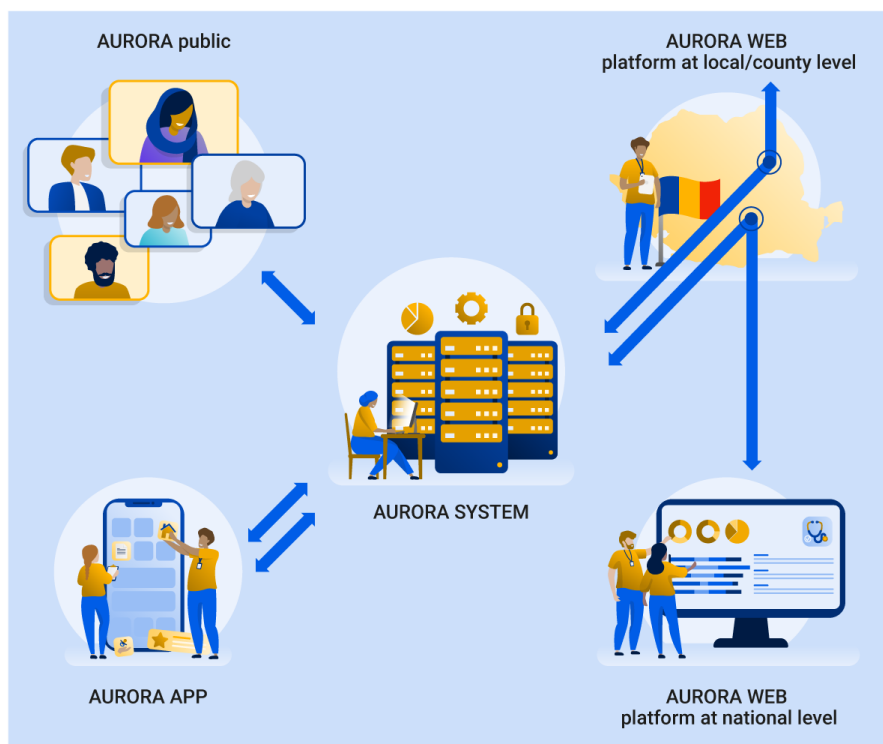 AURORA public
AURORA WEB
platform at local/county level
AURORA SYSTEM
AURORA APP
AURORA WEB
platform at national level